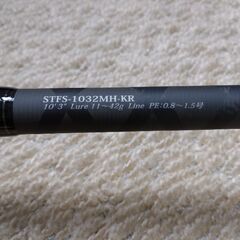 STFS-1032MH-KR
10'3" Lure 11～42g Line PE:0.8～1.5号